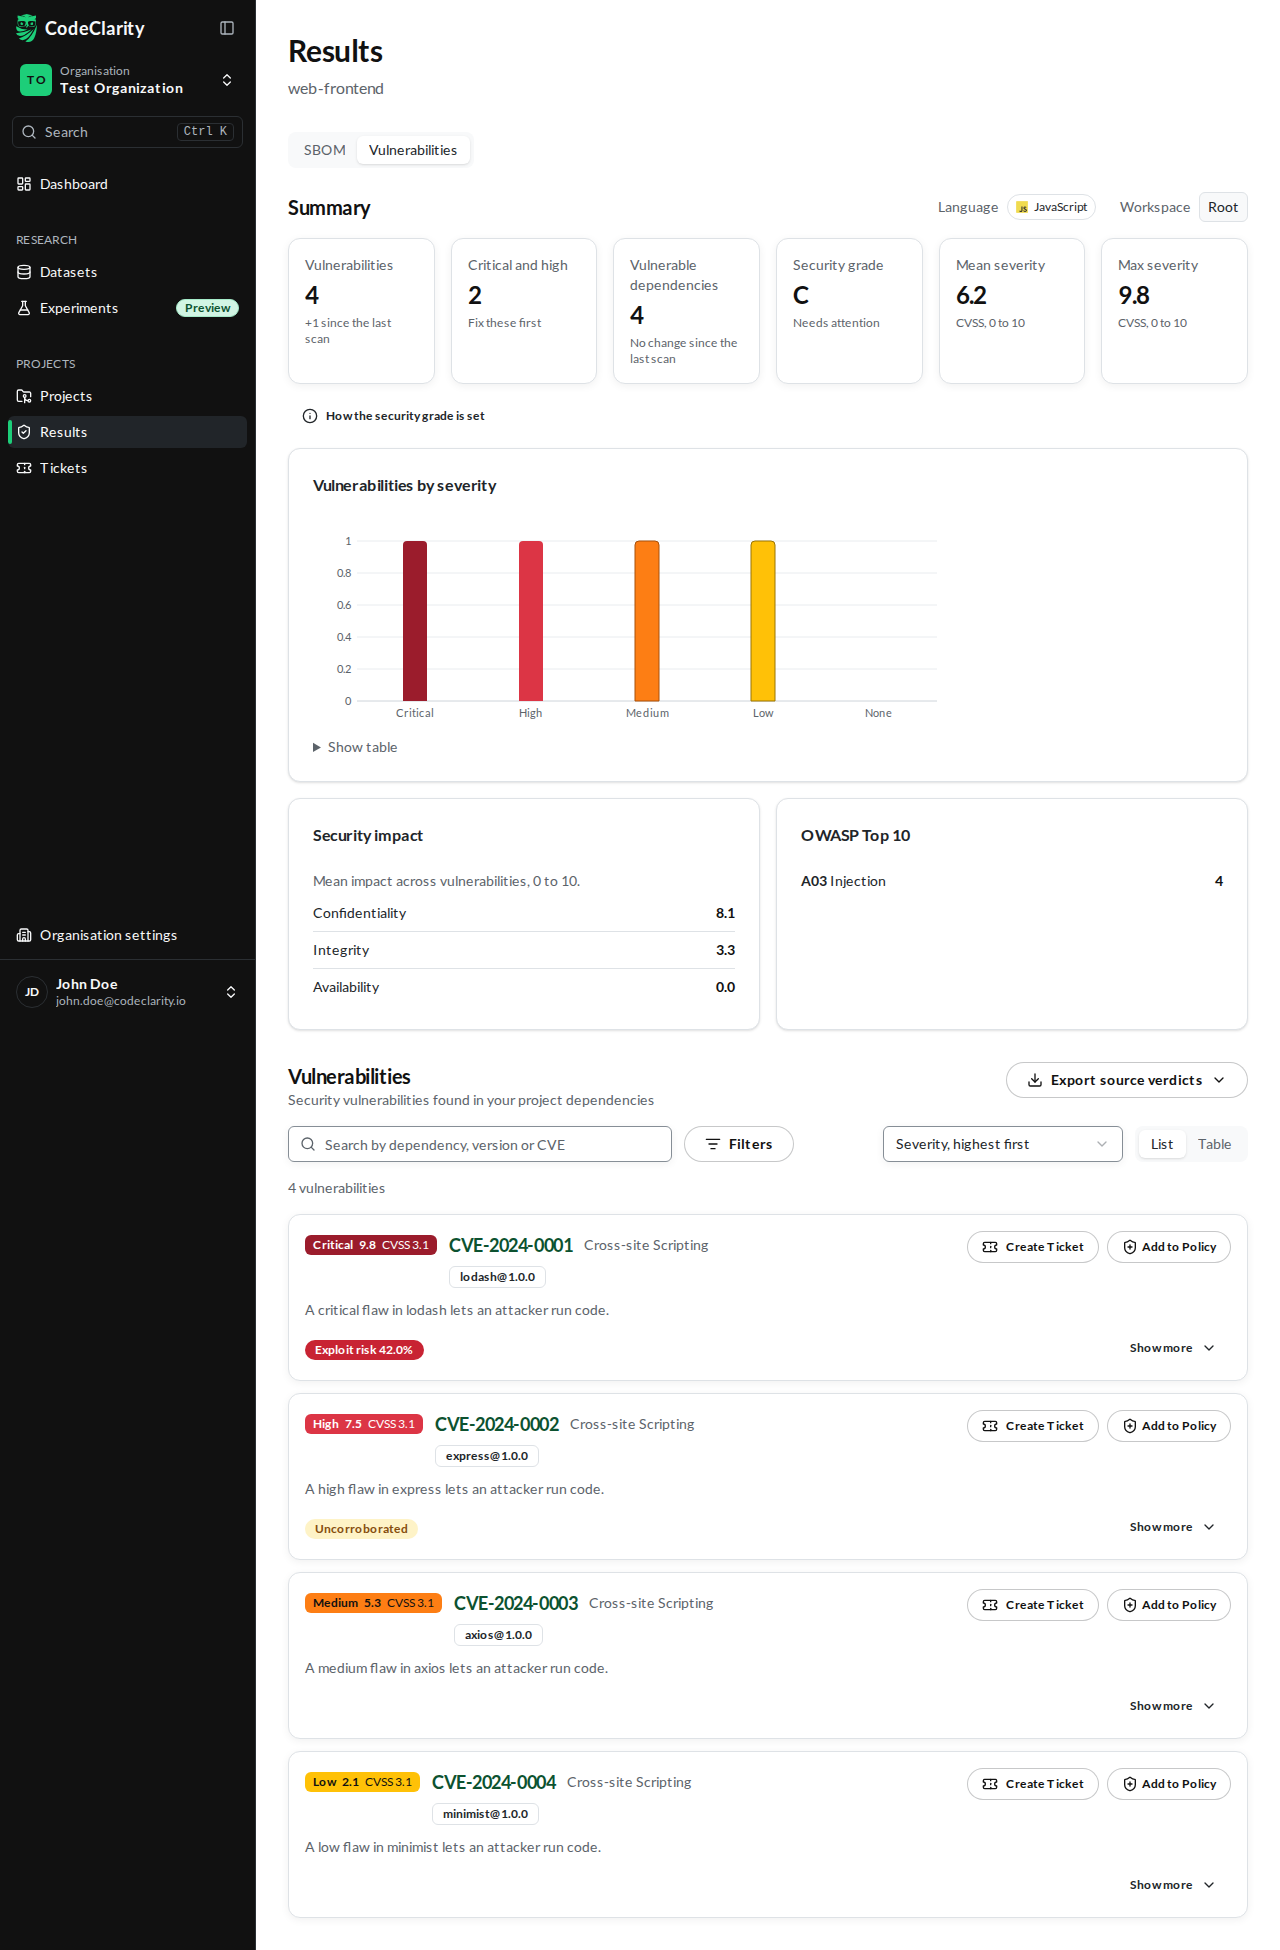 CodeClarity
TO
Organisation
Test Organization
Search
Ctrl K
Dashboard
RESEARCH
Datasets
Experiments
Preview
PROJECTS
Projects
Results
Tickets
Organisation settings
JD
John Doe
john.doe@codeclarity.io
Results
web-frontend
SBOM
Vulnerabilities
Summary
Language
JS JavaScript
Workspace
Root
Vulnerabilities
4
+1 since the last
scan
Critical and high
2
Fix these first
Vulnerable
dependencies
4
No change since the
last scan
Security grade
C
Needs attention
Mean severity
6.2
CVSS, 0 to 10
Max severity
9.8
CVSS, 0 to 10
How the security grade is set
Vulnerabilities by severity
1
0.8
0.6
0.4
0.2
0
Critical
High
Medium
Low
None
Show table
Security impact
Mean impact across vulnerabilities, 0 to 10.
Confidentiality 8.1
Integrity 3.3
Availability 0.0
OWASP Top 10
A03 Injection 4
Vulnerabilities
Security vulnerabilities found in your project dependencies
Export source verdicts
Search by dependency, version or CVE
Filters
Severity, highest first
List
Table
4 vulnerabilities
Critical 9.8 CVSS 3.1
CVE-2024-0001
Cross-site Scripting
Create Ticket
Add to Policy
lodash@1.0.0
A critical flaw in lodash lets an attacker run code.
Exploit risk 42.0%
Show more
High 7.5 CVSS 3.1
CVE-2024-0002
Cross-site Scripting
Create Ticket
Add to Policy
express@1.0.0
A high flaw in express lets an attacker run code.
Uncorroborated
Show more
Medium 5.3 CVSS 3.1
CVE-2024-0003
Cross-site Scripting
Create Ticket
Add to Policy
axios@1.0.0
A medium flaw in axios lets an attacker run code.
Show more
Low 2.1 CVSS 3.1
CVE-2024-0004
Cross-site Scripting
Create Ticket
Add to Policy
minimist@1.0.0
A low flaw in minimist lets an attacker run code.
Show more